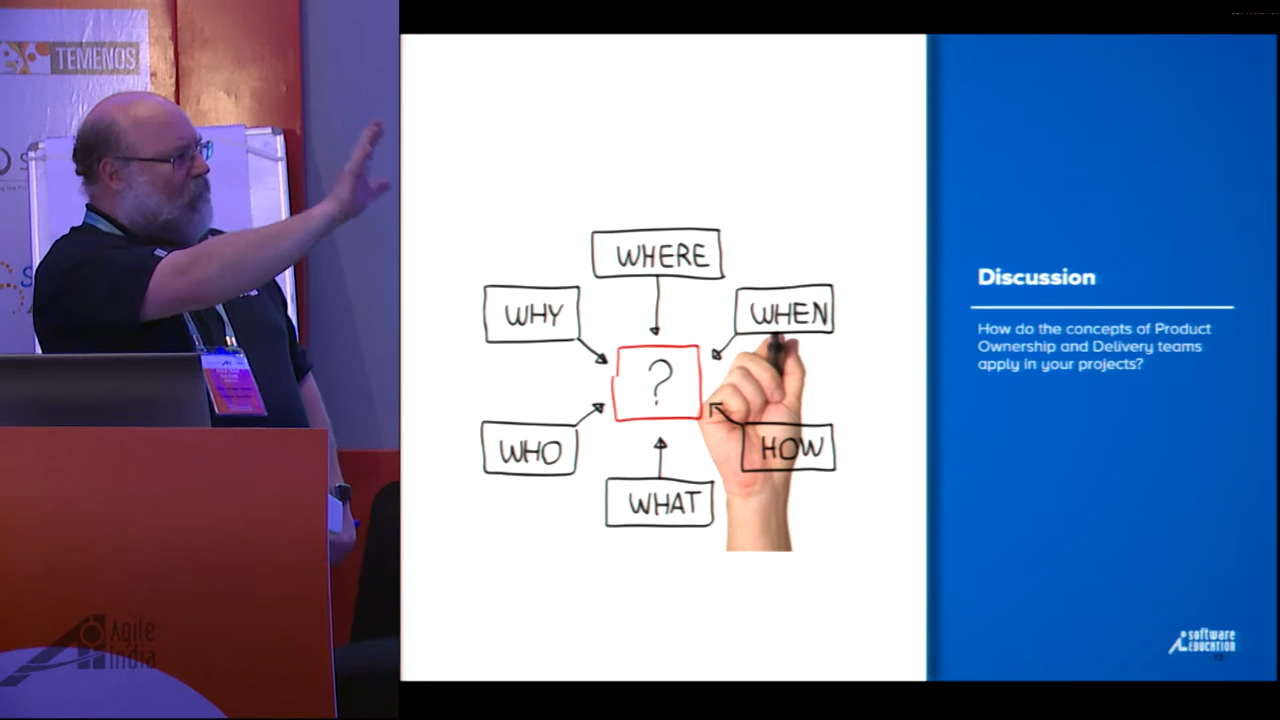 TEMENOS
WHERE
WHY
WHEN
?
WHO
HOW
WHAT
Discussion
How do the concepts of Product
Ownership and Delivery teams
apply in your projects?
software
EDUCATION
Agile
India